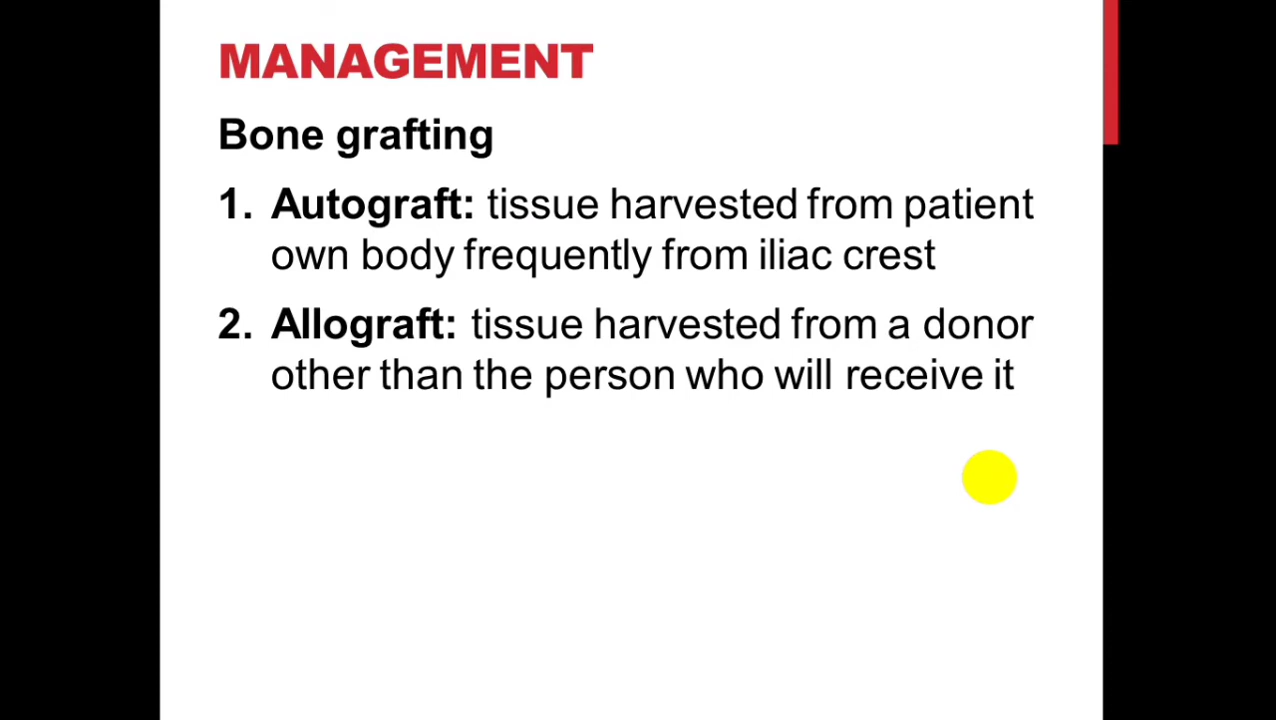 MANAGEMENT
Bone grafting
1. Autograft: tissue harvested from patient
own body frequently from iliac crest
2. Allograft: tissue harvested from a donor
other than the person who will receive it